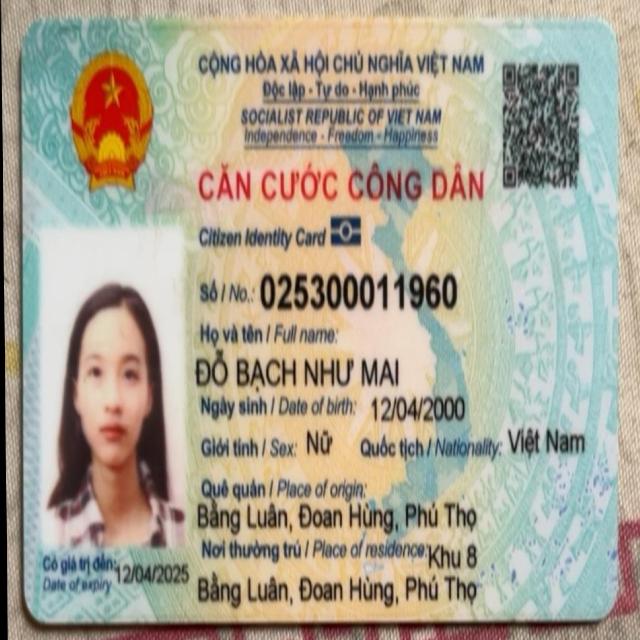 CỘNG HÒA XÃ HỘI CHỦ NGHĨA VIỆT NAM
Độc lập - Tự do - Hạnh phúc
SOCIALIST REPUBLIC OF VIET NAM
Independence - Freedom - Happiness
CĂN CƯỚC CÔNG DÂN
Citizen Identity Card
Số / No.: 025300011960
Họ và tên / Full name:
ĐỖ BẠCH NHƯ MAI
Ngày sinh / Date of birth: 12/04/2000
Giới tính / Sex: Nữ Quốc tịch / Nationality: Việt Nam
Quê quán / Place of origin:
Bằng Luân, Đoan Hùng, Phú Thọ
Nơi thường trú / Place of residence: Khu 8
Bằng Luân, Đoan Hùng, Phú Thọ
Có giá trị đến: 12/04/2025
Date of expiry